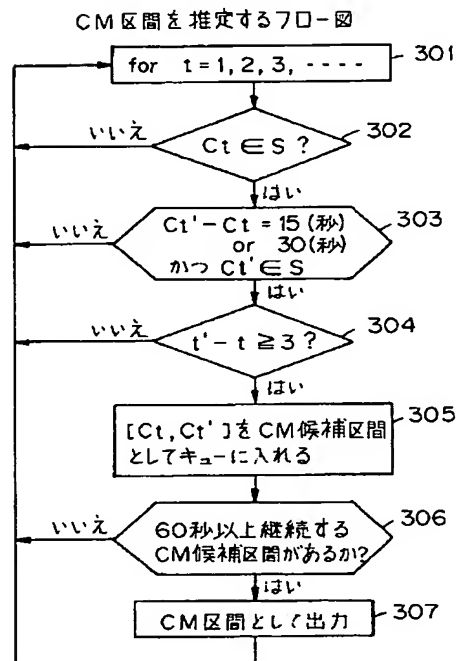 CM区間を推定するフロー図
for t=1,2,3,----
301
いいえ
Ct∈S?
302
はい
いいえ
Ct'-Ct=15(秒)
or 30(秒)
かつ Ct'∈S
303
はい
いいえ
t'-t≧3?
304
はい
[Ct,Ct']をCM候補区間
としてキューに入れる
305
いいえ
60秒以上継続する
CM候補区間があるか?
306
はい
CM区間として出力
307